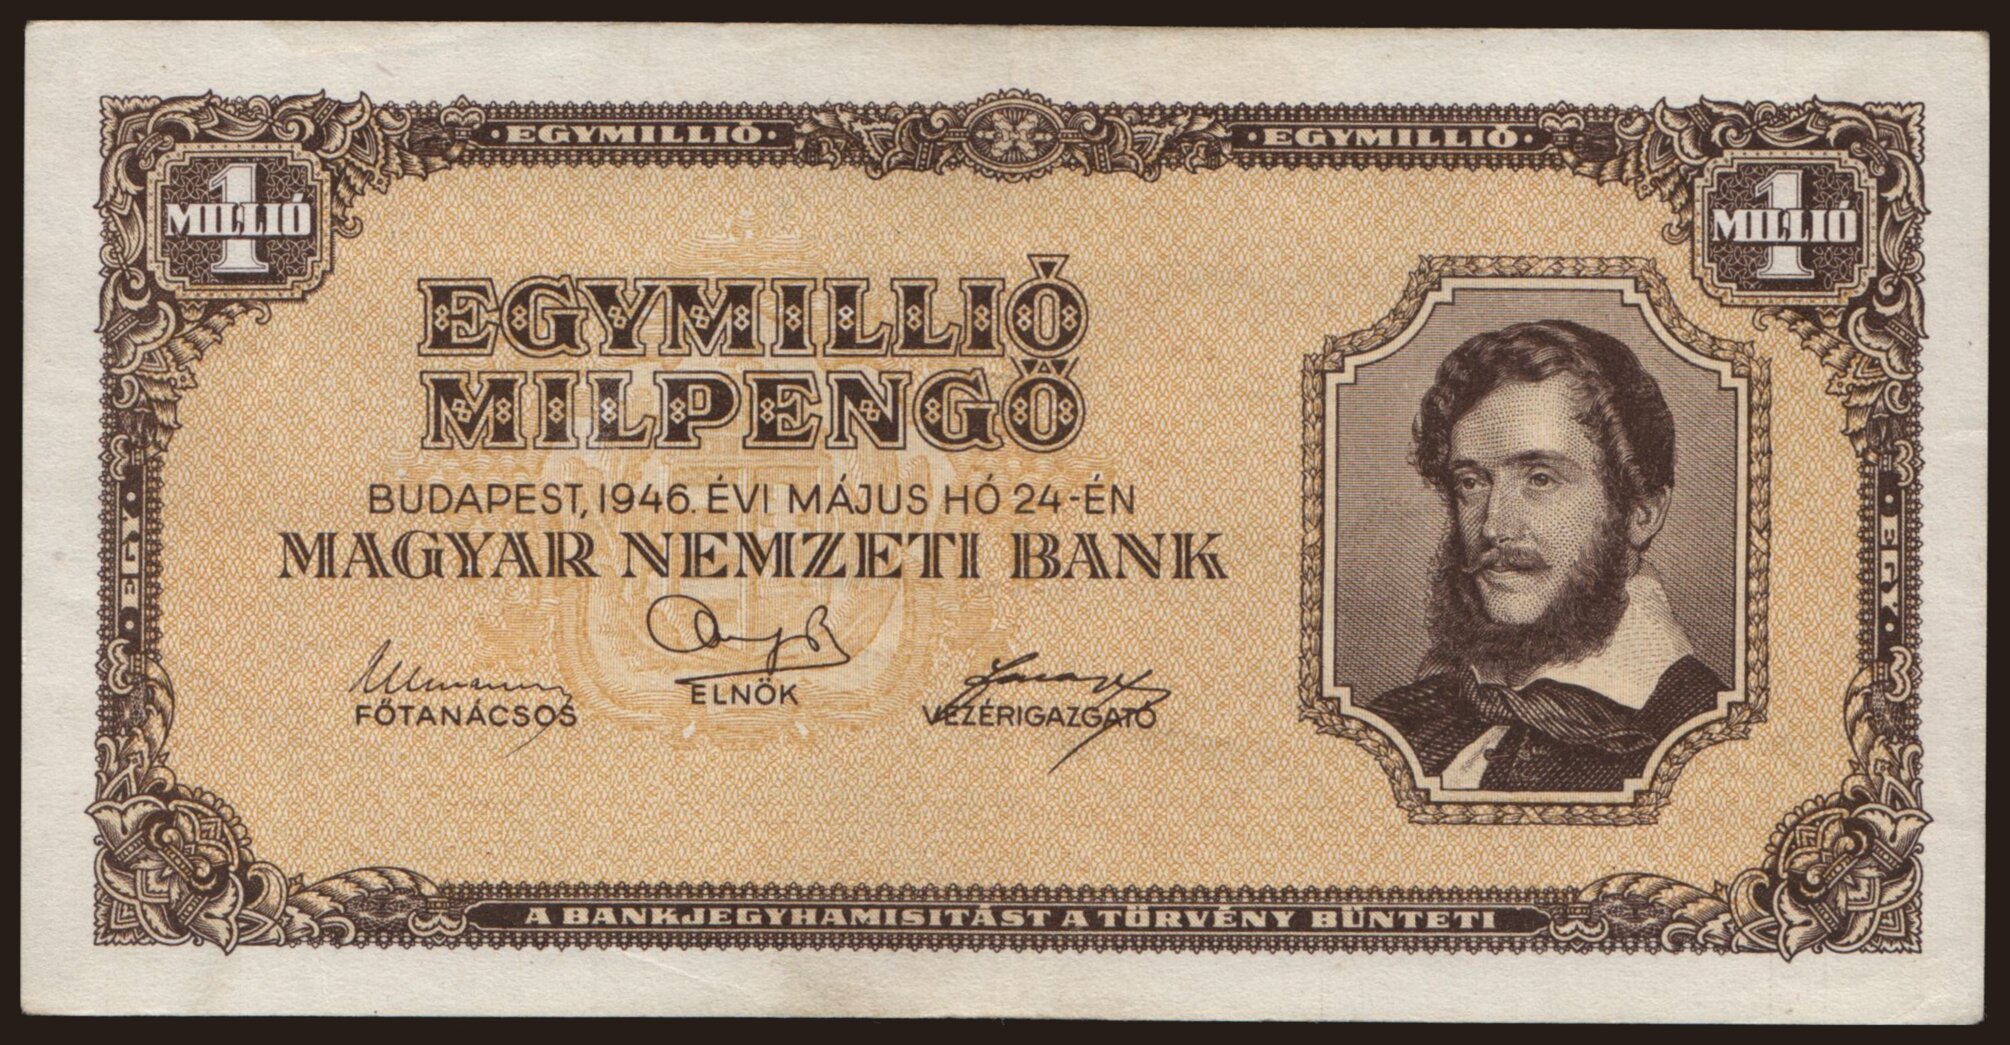 · EGYMILLIÓ ·
· EGYMILLIÓ ·
1 MILLIÓ
1 MILLIÓ
EGYMILLIÓ
MILPENGŐ
BUDAPEST, 1946. ÉVI MÁJUS HÓ 24-ÉN
MAGYAR NEMZETI BANK
FŐTANÁCSOS
ELNÖK
VEZÉRIGAZGATÓ
· EGY ·
· EGY ·
A BANKJEGYHAMISITÁST A TÖRVÉNY BÜNTETI